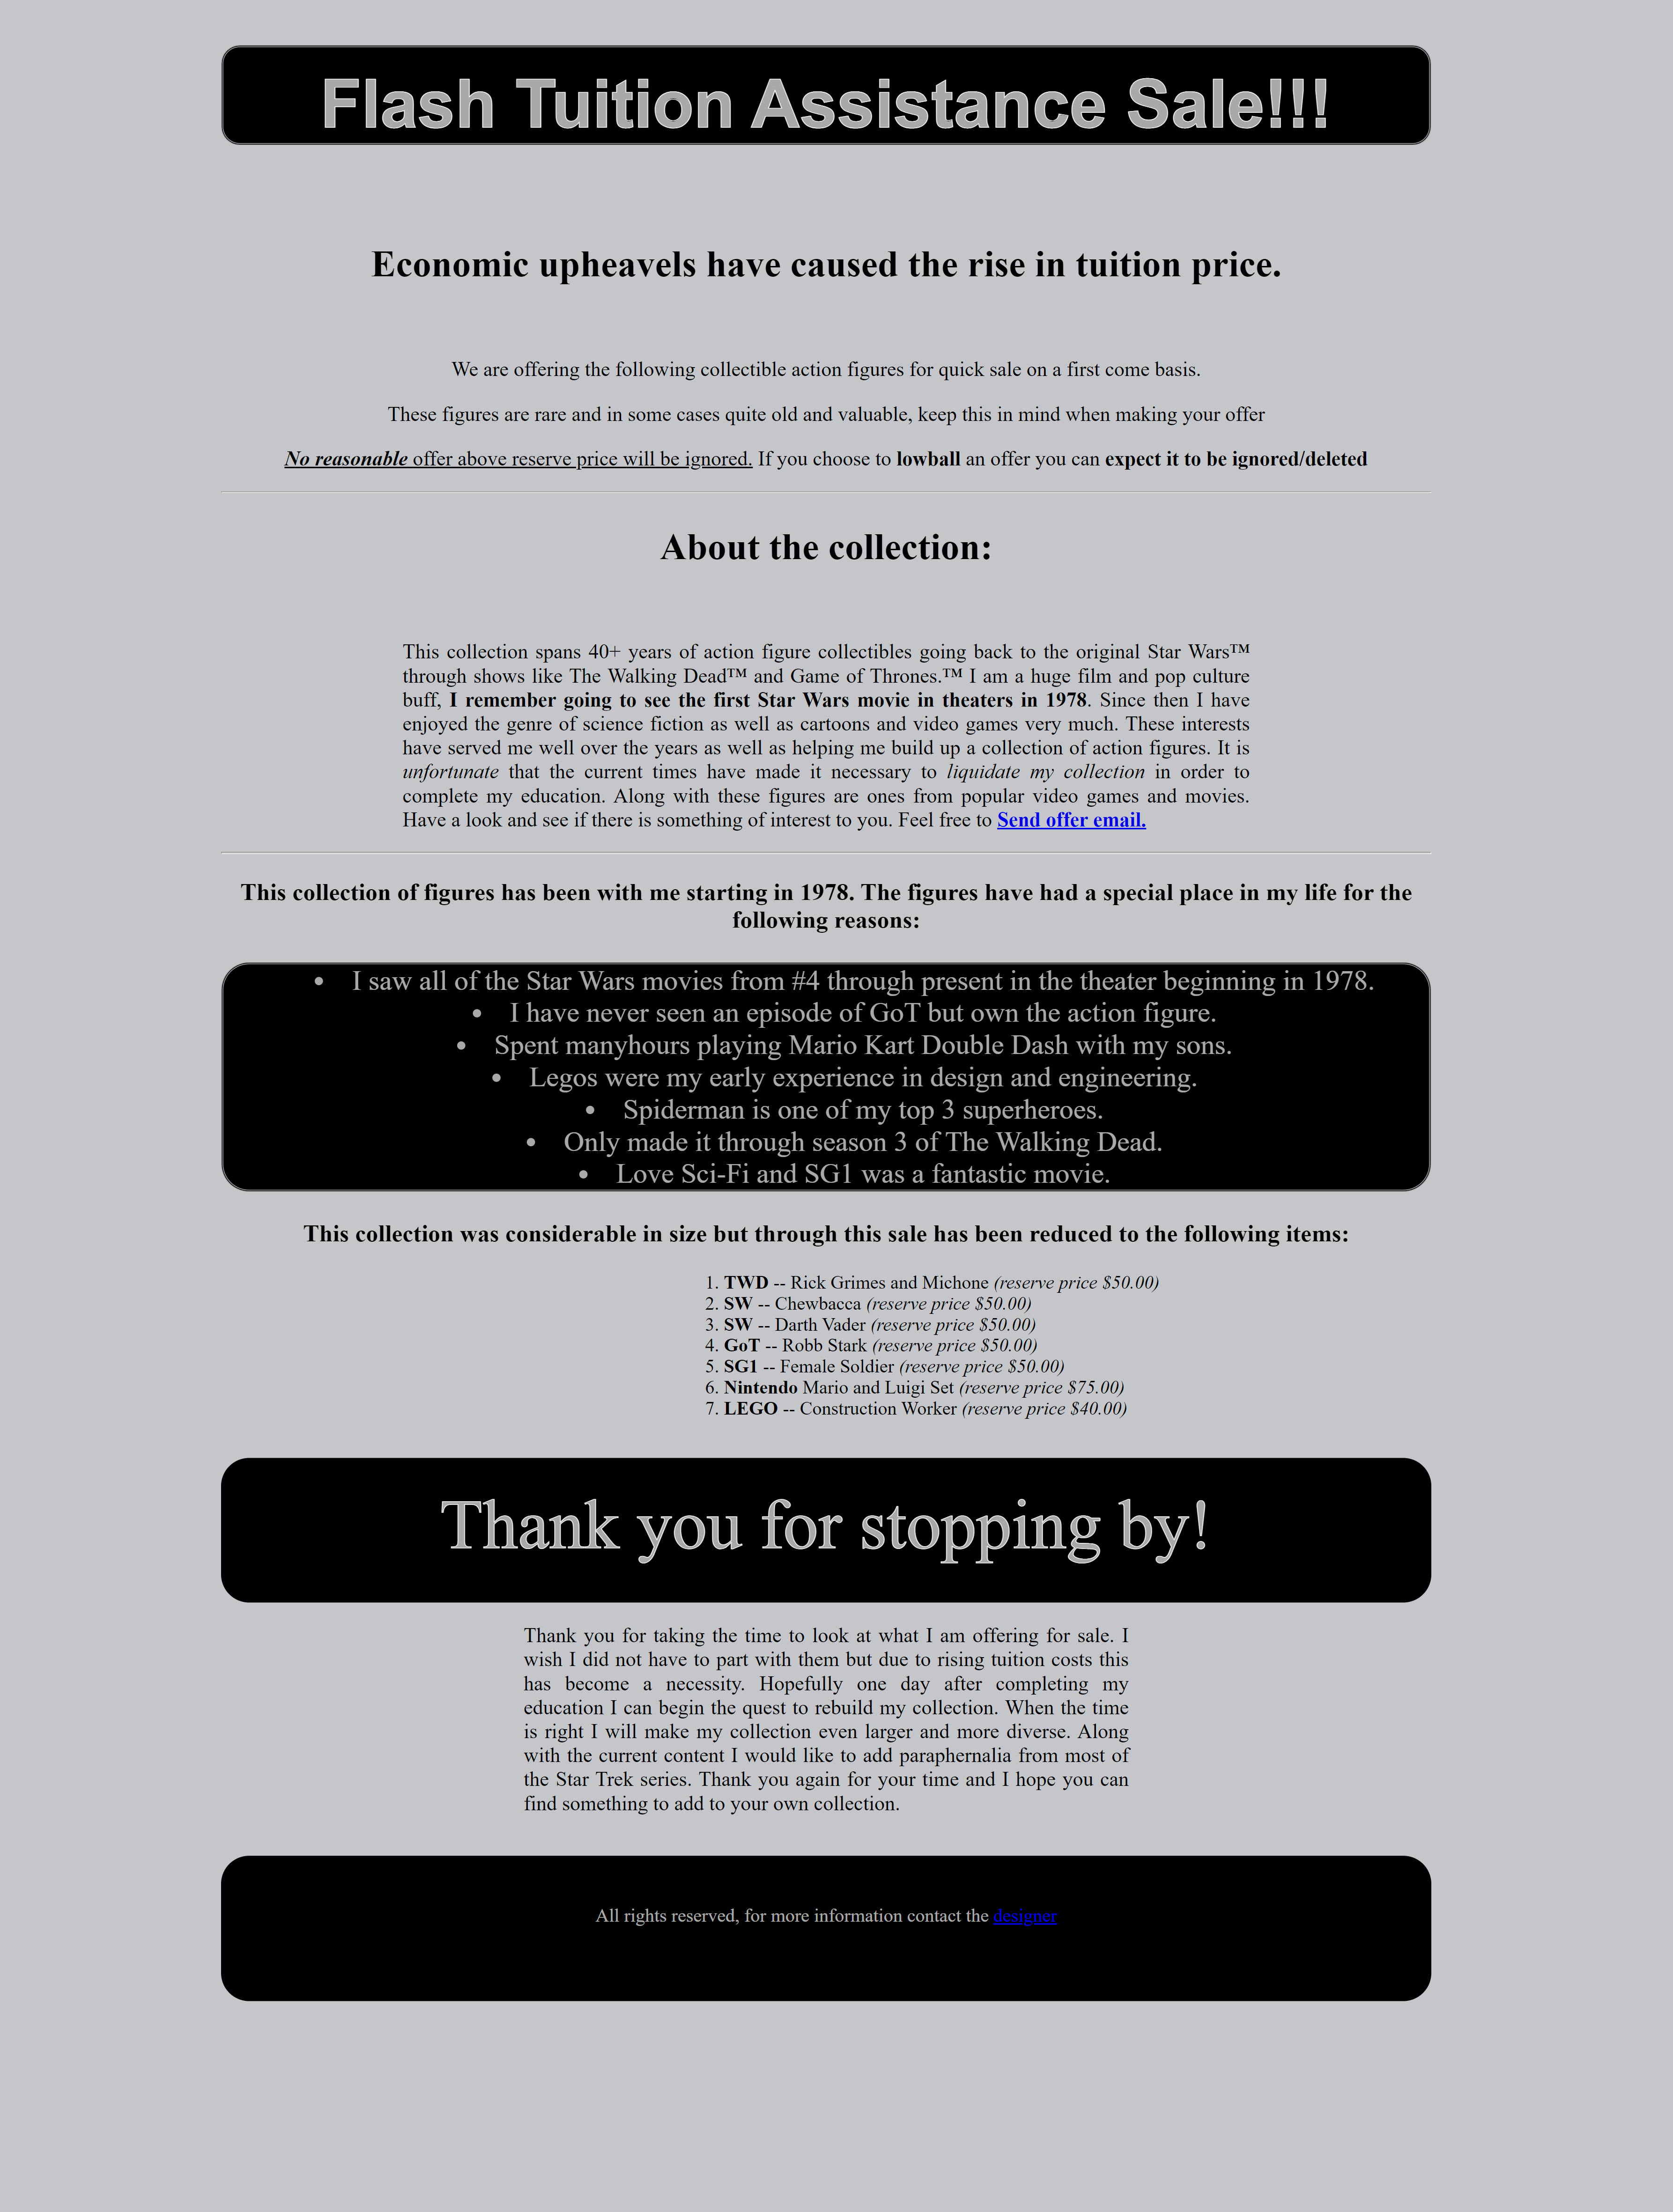 Flash Tuition Assistance Sale!!!
Economic upheavels have caused the rise in tuition price.
We are offering the following collectible action figures for quick sale on a first come basis.
These figures are rare and in some cases quite old and valuable, keep this in mind when making your offer
No reasonable offer above reserve price will be ignored. If you choose to lowball an offer you can expect it to be ignored/deleted
About the collection:
This collection spans 40+ years of action figure collectibles going back to the original Star Wars™
through shows like The Walking Dead™ and Game of Thrones.™ I am a huge film and pop culture
buff, I remember going to see the first Star Wars movie in theaters in 1978. Since then I have
enjoyed the genre of science fiction as well as cartoons and video games very much. These interests
have served me well over the years as well as helping me build up a collection of action figures. It is
unfortunate that the current times have made it necessary to liquidate my collection in order to
complete my education. Along with these figures are ones from popular video games and movies.
Have a look and see if there is something of interest to you. Feel free to Send offer email.
This collection of figures has been with me starting in 1978. The figures have had a special place in my life for the
following reasons:
• I saw all of the Star Wars movies from #4 through present in the theater beginning in 1978.
• I have never seen an episode of GoT but own the action figure.
• Spent manyhours playing Mario Kart Double Dash with my sons.
• Legos were my early experience in design and engineering.
• Spiderman is one of my top 3 superheroes.
• Only made it through season 3 of The Walking Dead.
• Love Sci-Fi and SG1 was a fantastic movie.
This collection was considerable in size but through this sale has been reduced to the following items:
1. TWD -- Rick Grimes and Michone (reserve price $50.00)
2. SW -- Chewbacca (reserve price $50.00)
3. SW -- Darth Vader (reserve price $50.00)
4. GoT -- Robb Stark (reserve price $50.00)
5. SG1 -- Female Soldier (reserve price $50.00)
6. Nintendo Mario and Luigi Set (reserve price $75.00)
7. LEGO -- Construction Worker (reserve price $40.00)
Thank you for stopping by!
Thank you for taking the time to look at what I am offering for sale. I
wish I did not have to part with them but due to rising tuition costs this
has become a necessity. Hopefully one day after completing my
education I can begin the quest to rebuild my collection. When the time
is right I will make my collection even larger and more diverse. Along
with the current content I would like to add paraphernalia from most of
the Star Trek series. Thank you again for your time and I hope you can
find something to add to your own collection.
All rights reserved, for more information contact the designer